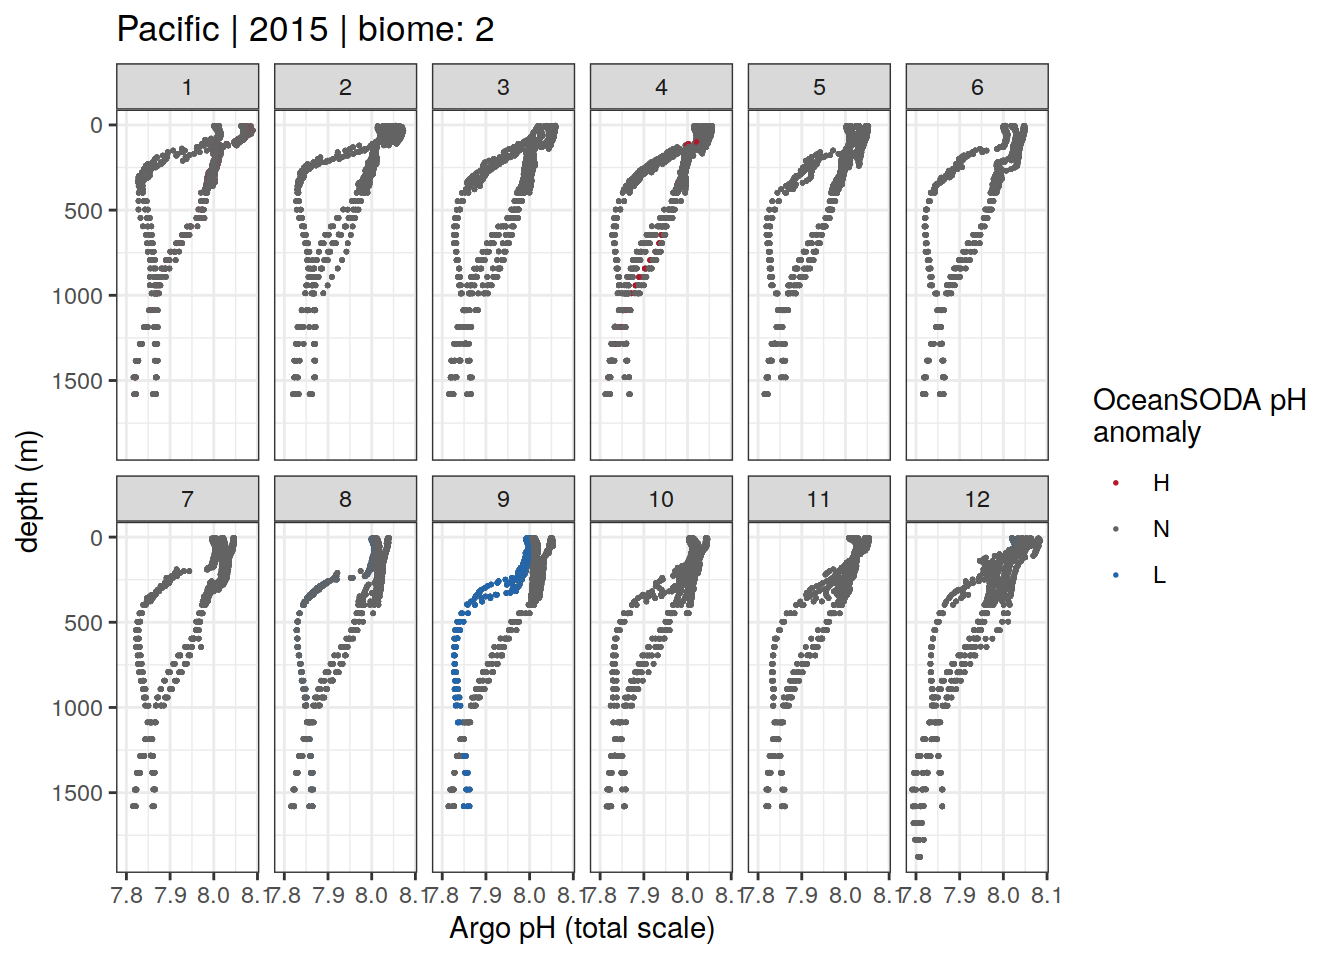 Pacific | 2015 | biome: 2
1 2 3 4 5 6
0
500
1000
1500
7 8 9 10 11 12
0
500
1000
1500
7.8 7.9 8.0 8.1 7.8 7.9 8.0 8.1 7.8 7.9 8.0 8.1 7.8 7.9 8.0 8.1 7.8 7.9 8.0 8.1 7.8 7.9 8.0 8.1
Argo pH (total scale)
depth (m)
OceanSODA pH
anomaly
H
N
L